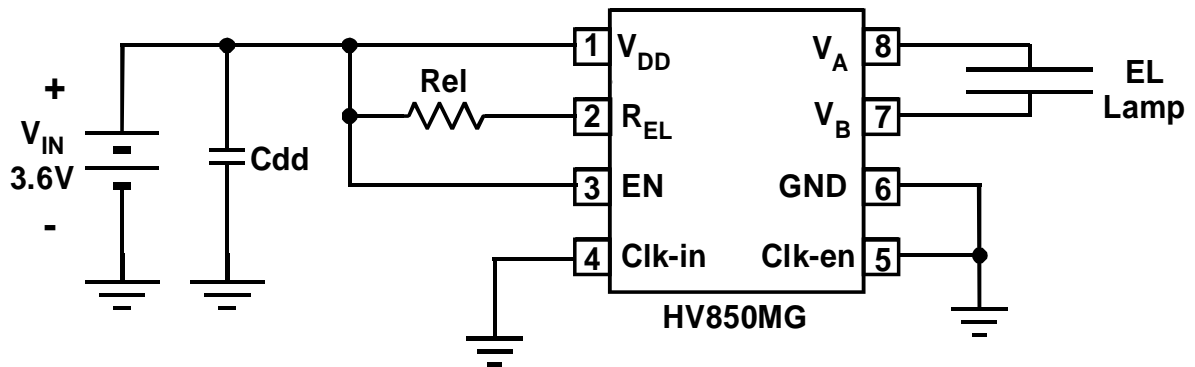 +
V_IN
3.6V
-
Cdd
Rel
1 V_DD
2 R_EL
3 EN
4 Clk-in
V_A 8
V_B 7
GND 6
Clk-en 5
HV850MG
EL
Lamp